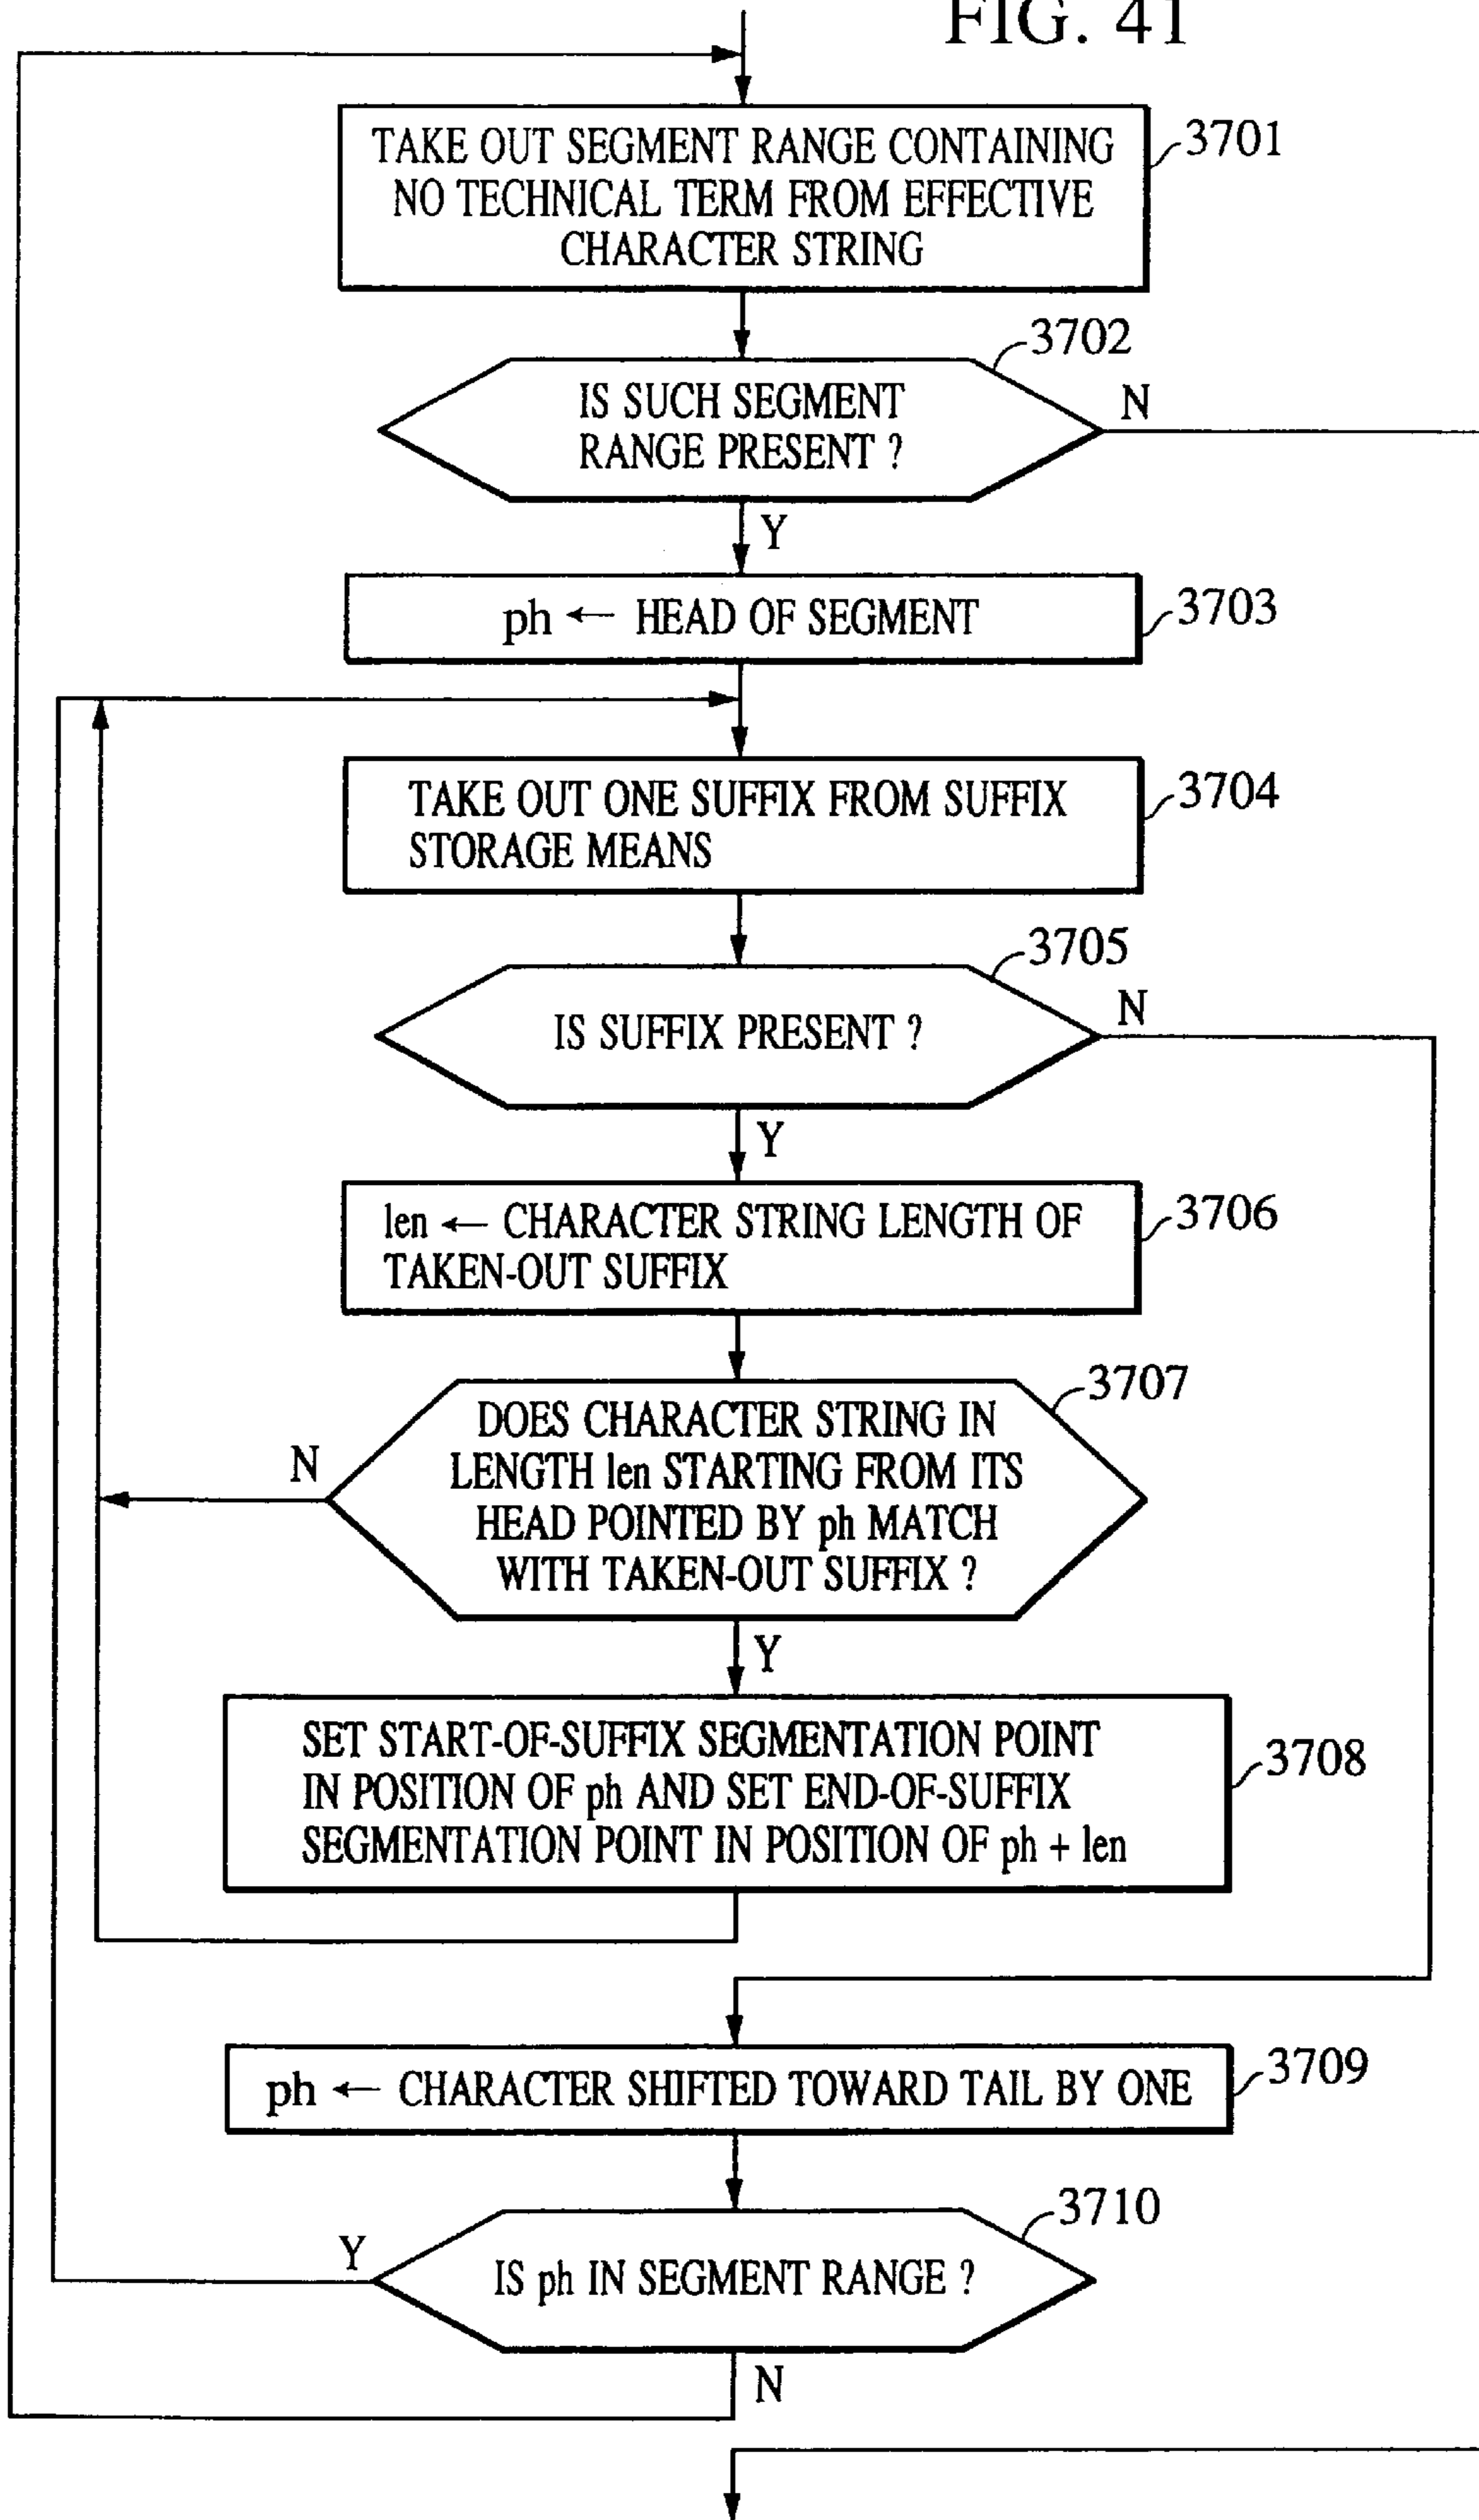 FIG. 41
TAKE OUT SEGMENT RANGE CONTAINING
NO TECHNICAL TERM FROM EFFECTIVE
CHARACTER STRING
3701
3702
IS SUCH SEGMENT
RANGE PRESENT ?
N
Y
ph ← HEAD OF SEGMENT
3703
TAKE OUT ONE SUFFIX FROM SUFFIX
STORAGE MEANS
3704
3705
IS SUFFIX PRESENT ?
N
Y
len ← CHARACTER STRING LENGTH OF
TAKEN-OUT SUFFIX
3706
3707
DOES CHARACTER STRING IN
LENGTH len STARTING FROM ITS
HEAD POINTED BY ph MATCH
WITH TAKEN-OUT SUFFIX ?
N
Y
SET START-OF-SUFFIX SEGMENTATION POINT
IN POSITION OF ph AND SET END-OF-SUFFIX
SEGMENTATION POINT IN POSITION OF ph + len
3708
ph ← CHARACTER SHIFTED TOWARD TAIL BY ONE
3709
3710
Y
IS ph IN SEGMENT RANGE ?
N